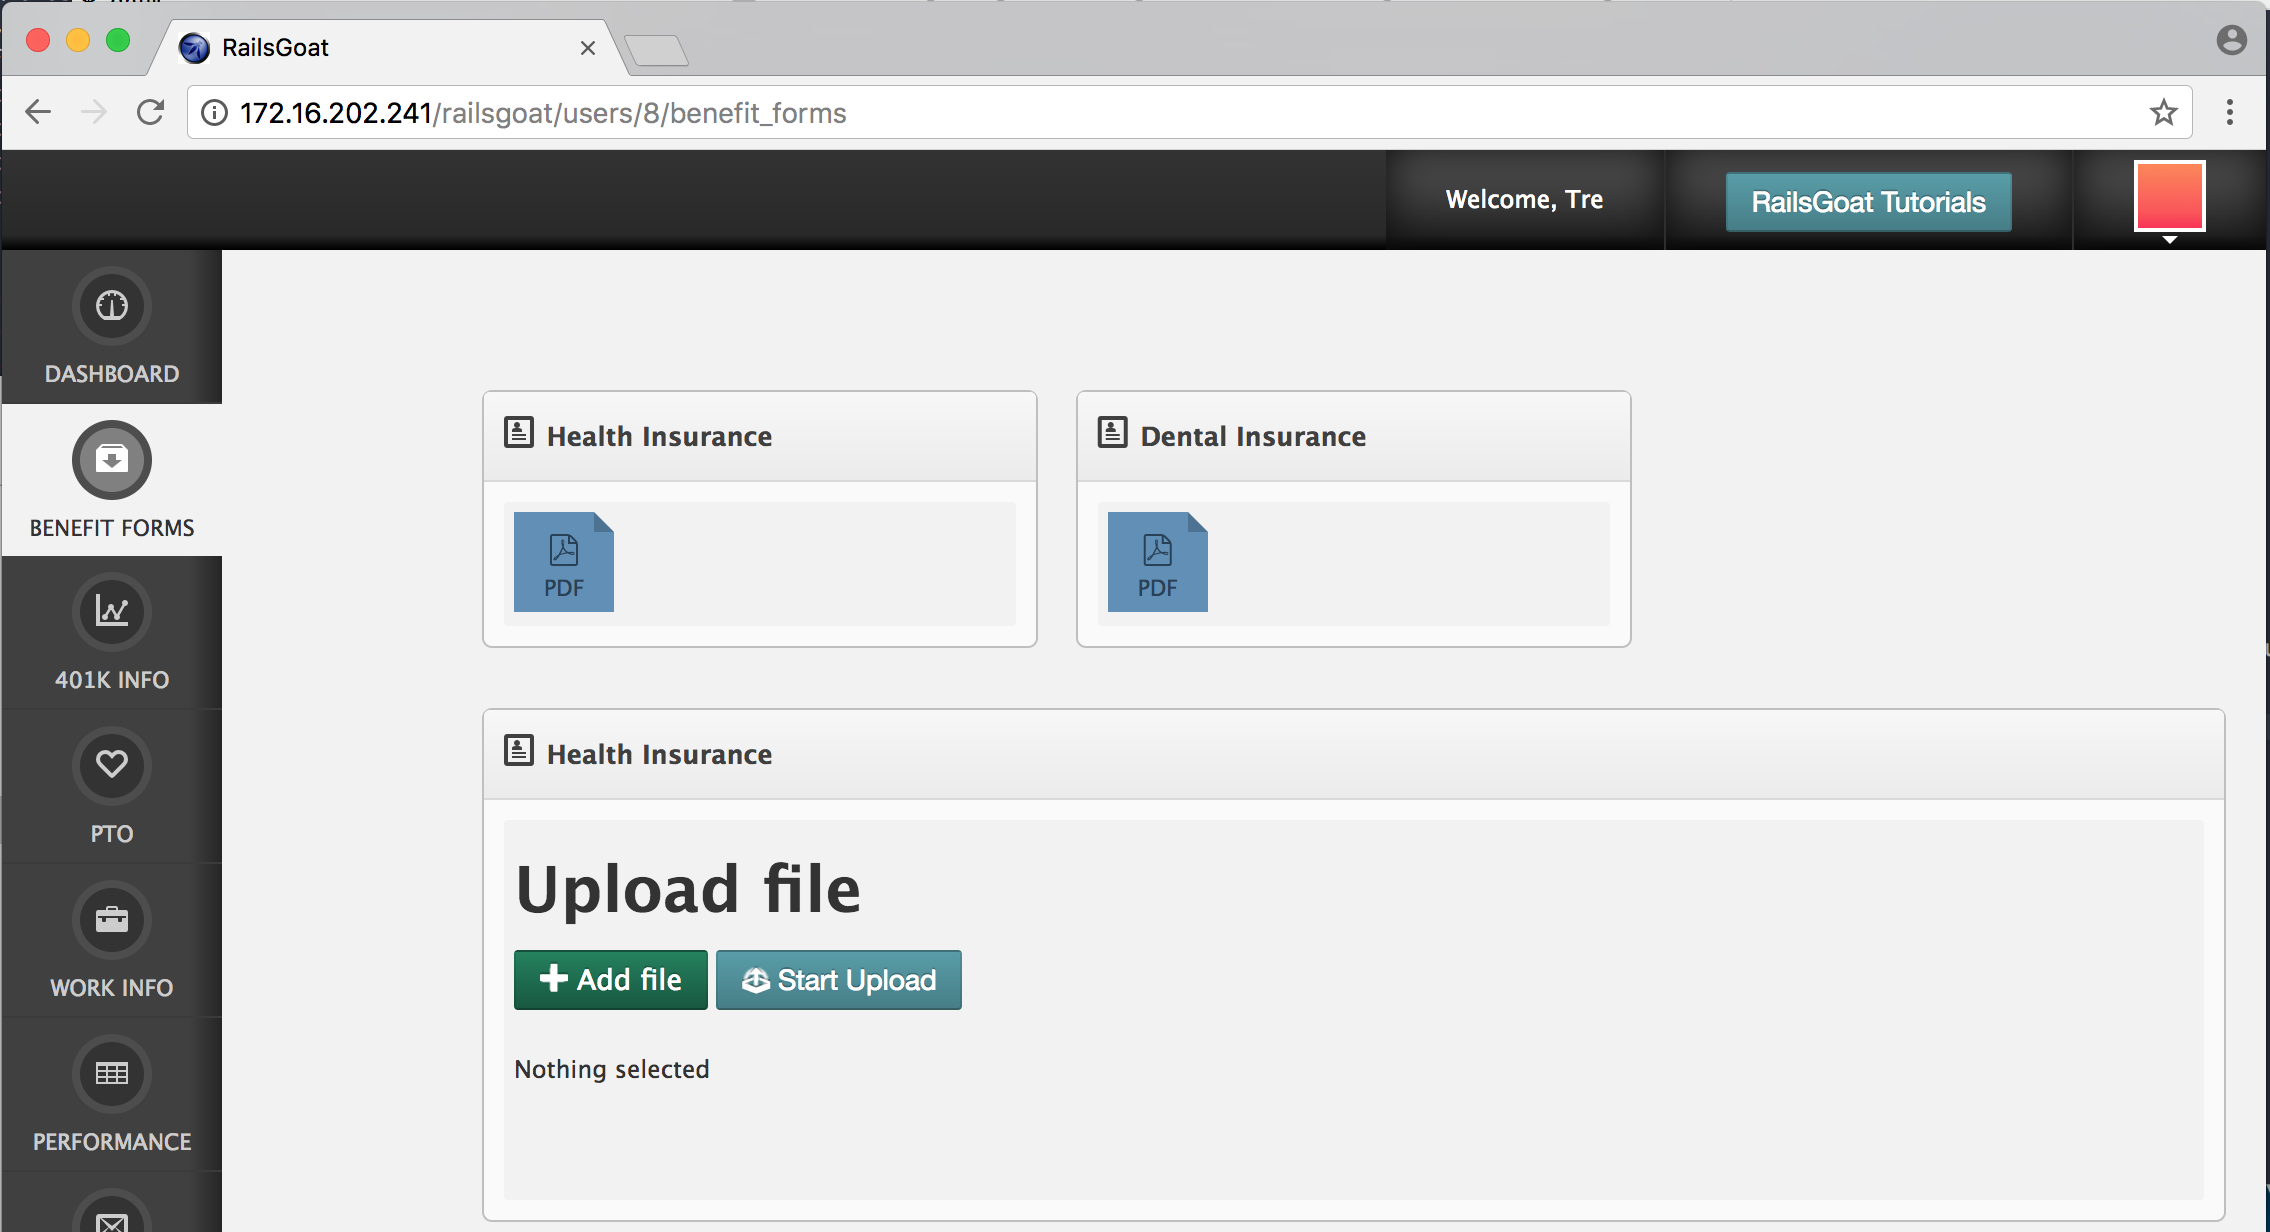 RailsGoat
172.16.202.241/railsgoat/users/8/benefit_forms
Welcome, Tre
RailsGoat Tutorials
DASHBOARD
BENEFIT FORMS
401K INFO
PTO
WORK INFO
PERFORMANCE
Health Insurance
Dental Insurance
PDF
PDF
Health Insurance
Upload file
Add file
Start Upload
Nothing selected